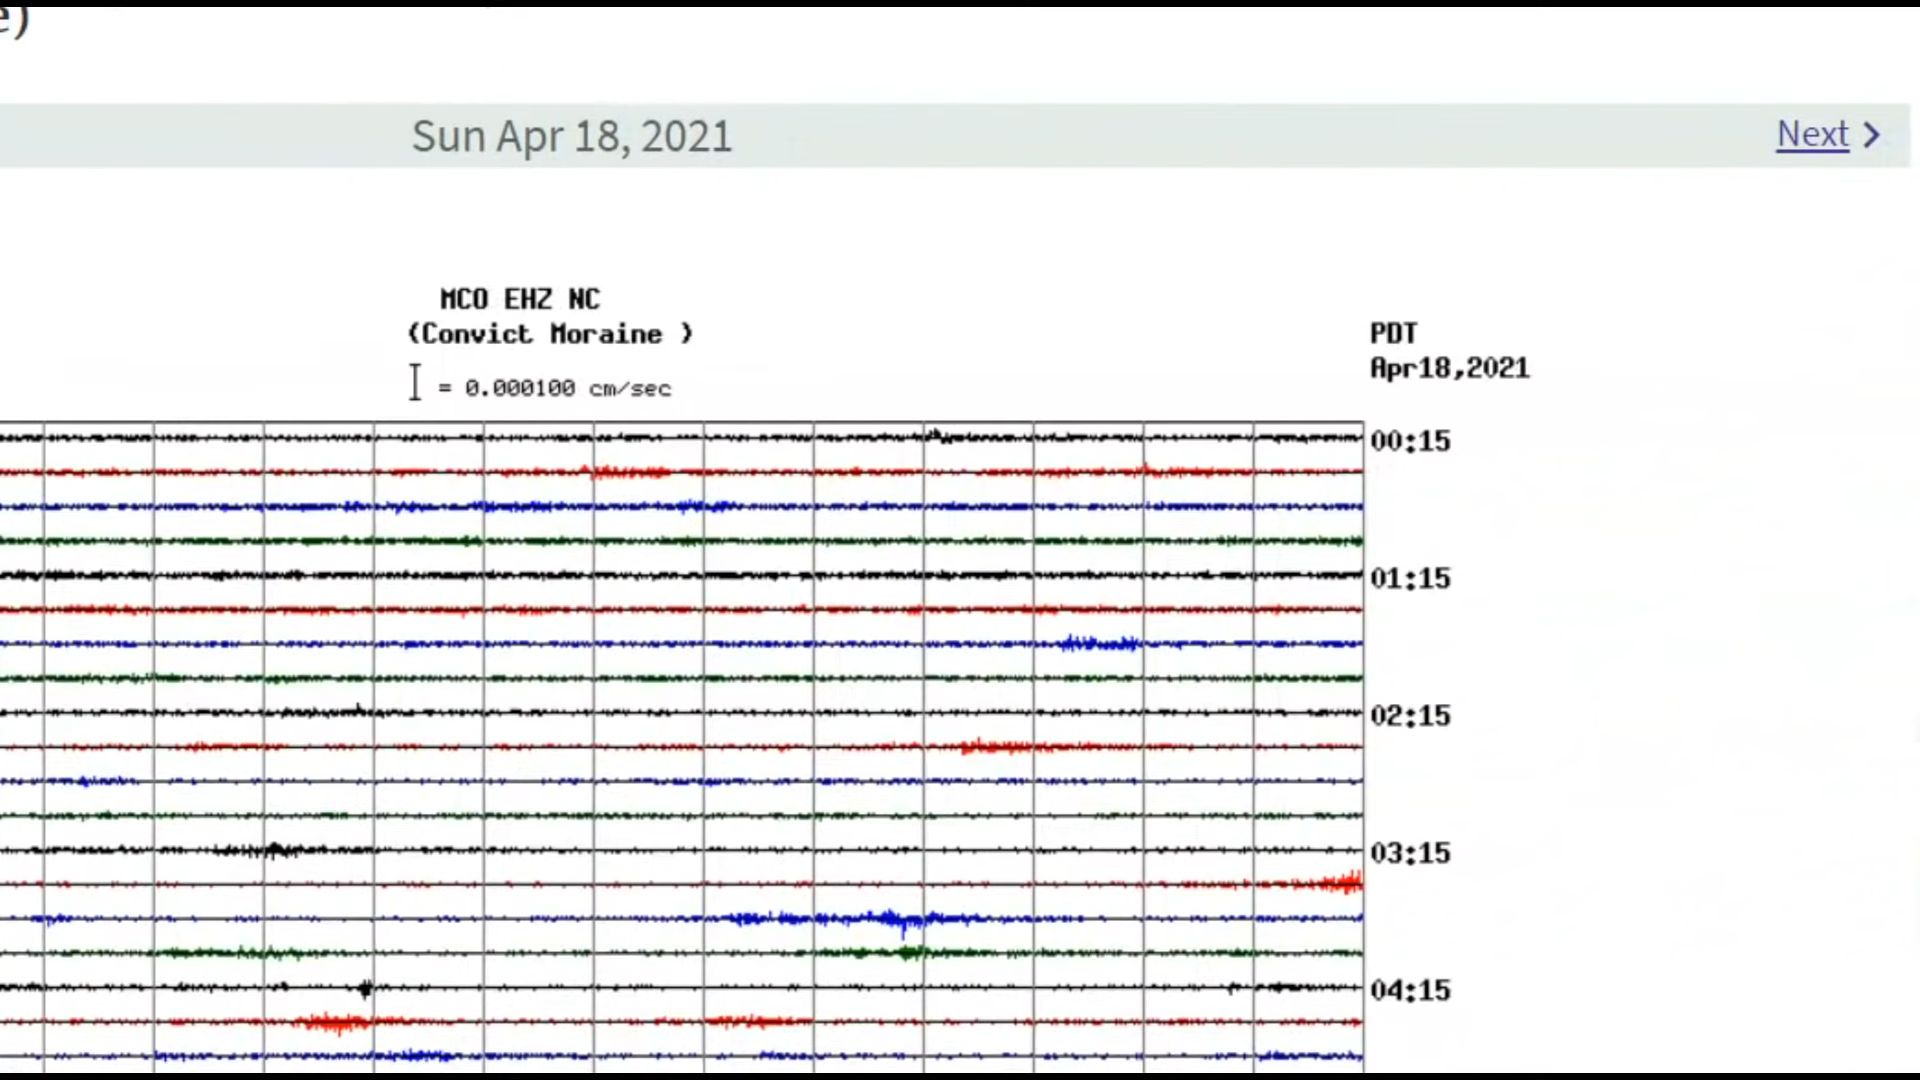 e)
Sun Apr 18, 2021
Next
MCO EHZ NC
(Convict Moraine )
= 0.000100 cm/sec
PDT
Apr18,2021
00:15
01:15
02:15
03:15
04:15